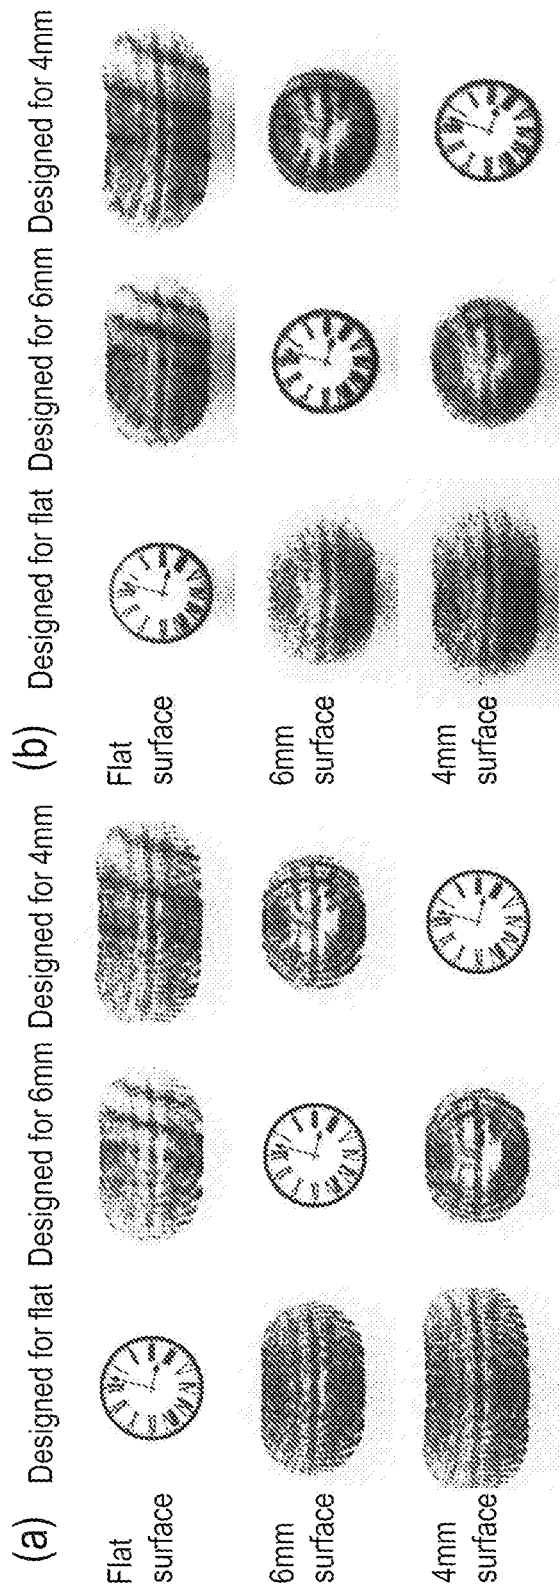 (a) Designed for flat Designed for 6mm Designed for 4mm
Flat
surface
6mm
surface
4mm
surface
(b) Designed for flat Designed for 6mm Designed for 4mm
Flat
surface
6mm
surface
4mm
surface